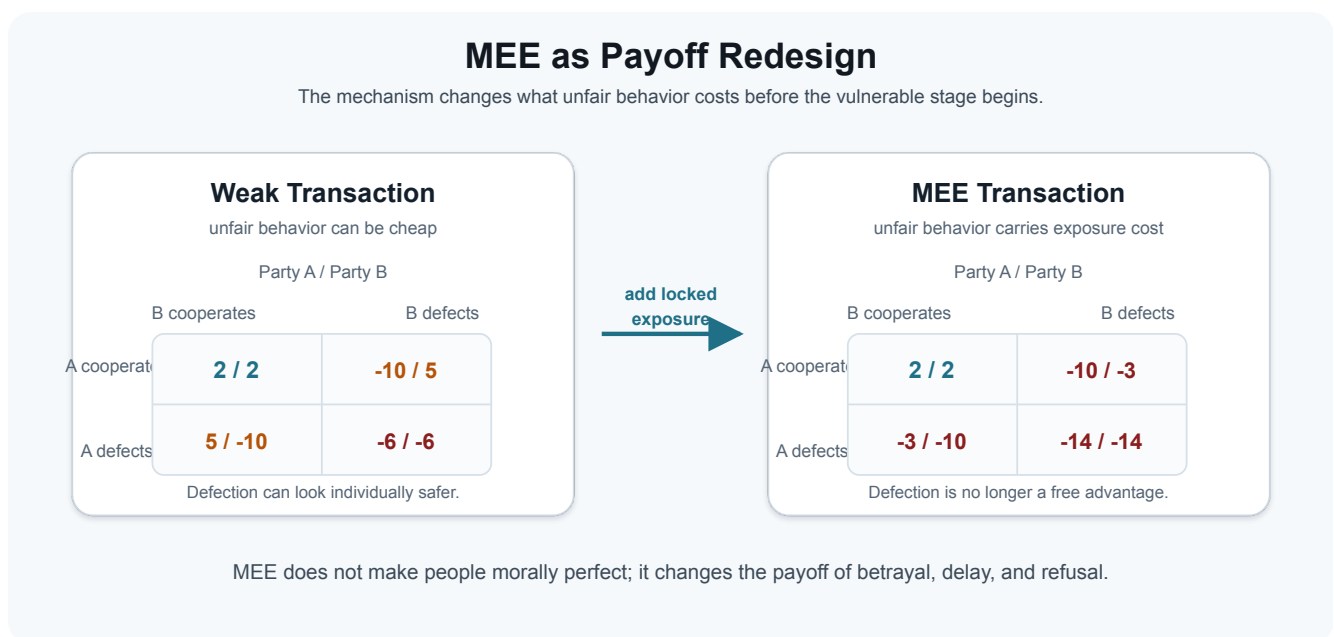 MEE as Payoff Redesign
The mechanism changes what unfair behavior costs before the vulnerable stage begins.
Weak Transaction
unfair behavior can be cheap
Party A / Party B
B cooperates
B defects
A cooperat
2 / 2
-10 / 5
A defects
5 / -10
-6 / -6
Defection can look individually safer.
add locked
exposure
MEE Transaction
unfair behavior carries exposure cost
Party A / Party B
B cooperates
B defects
A cooperat
2 / 2
-10 / -3
A defects
-3 / -10
-14 / -14
Defection is no longer a free advantage.
MEE does not make people morally perfect; it changes the payoff of betrayal, delay, and refusal.